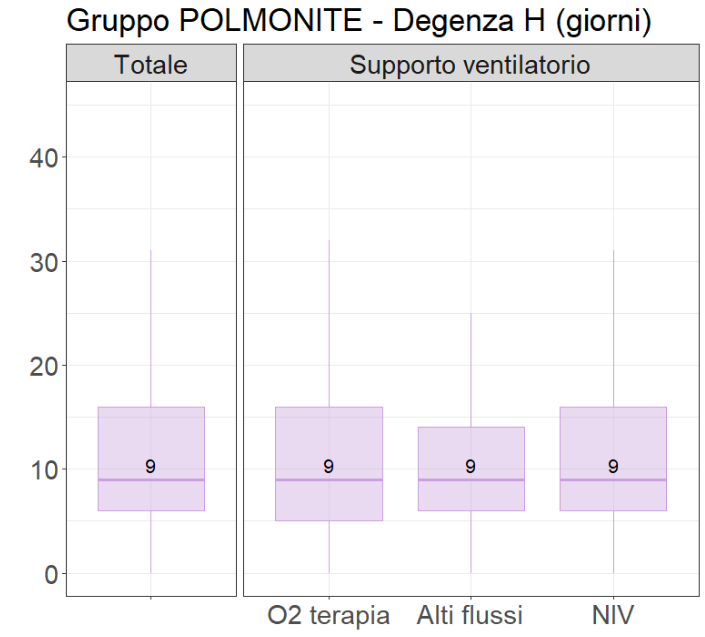 Gruppo POLMONITE - Degenza H (giorni)
Totale
Supporto ventilatorio
40
30
20
10
0
9
9
9
9
O2 terapia
Alti flussi
NIV